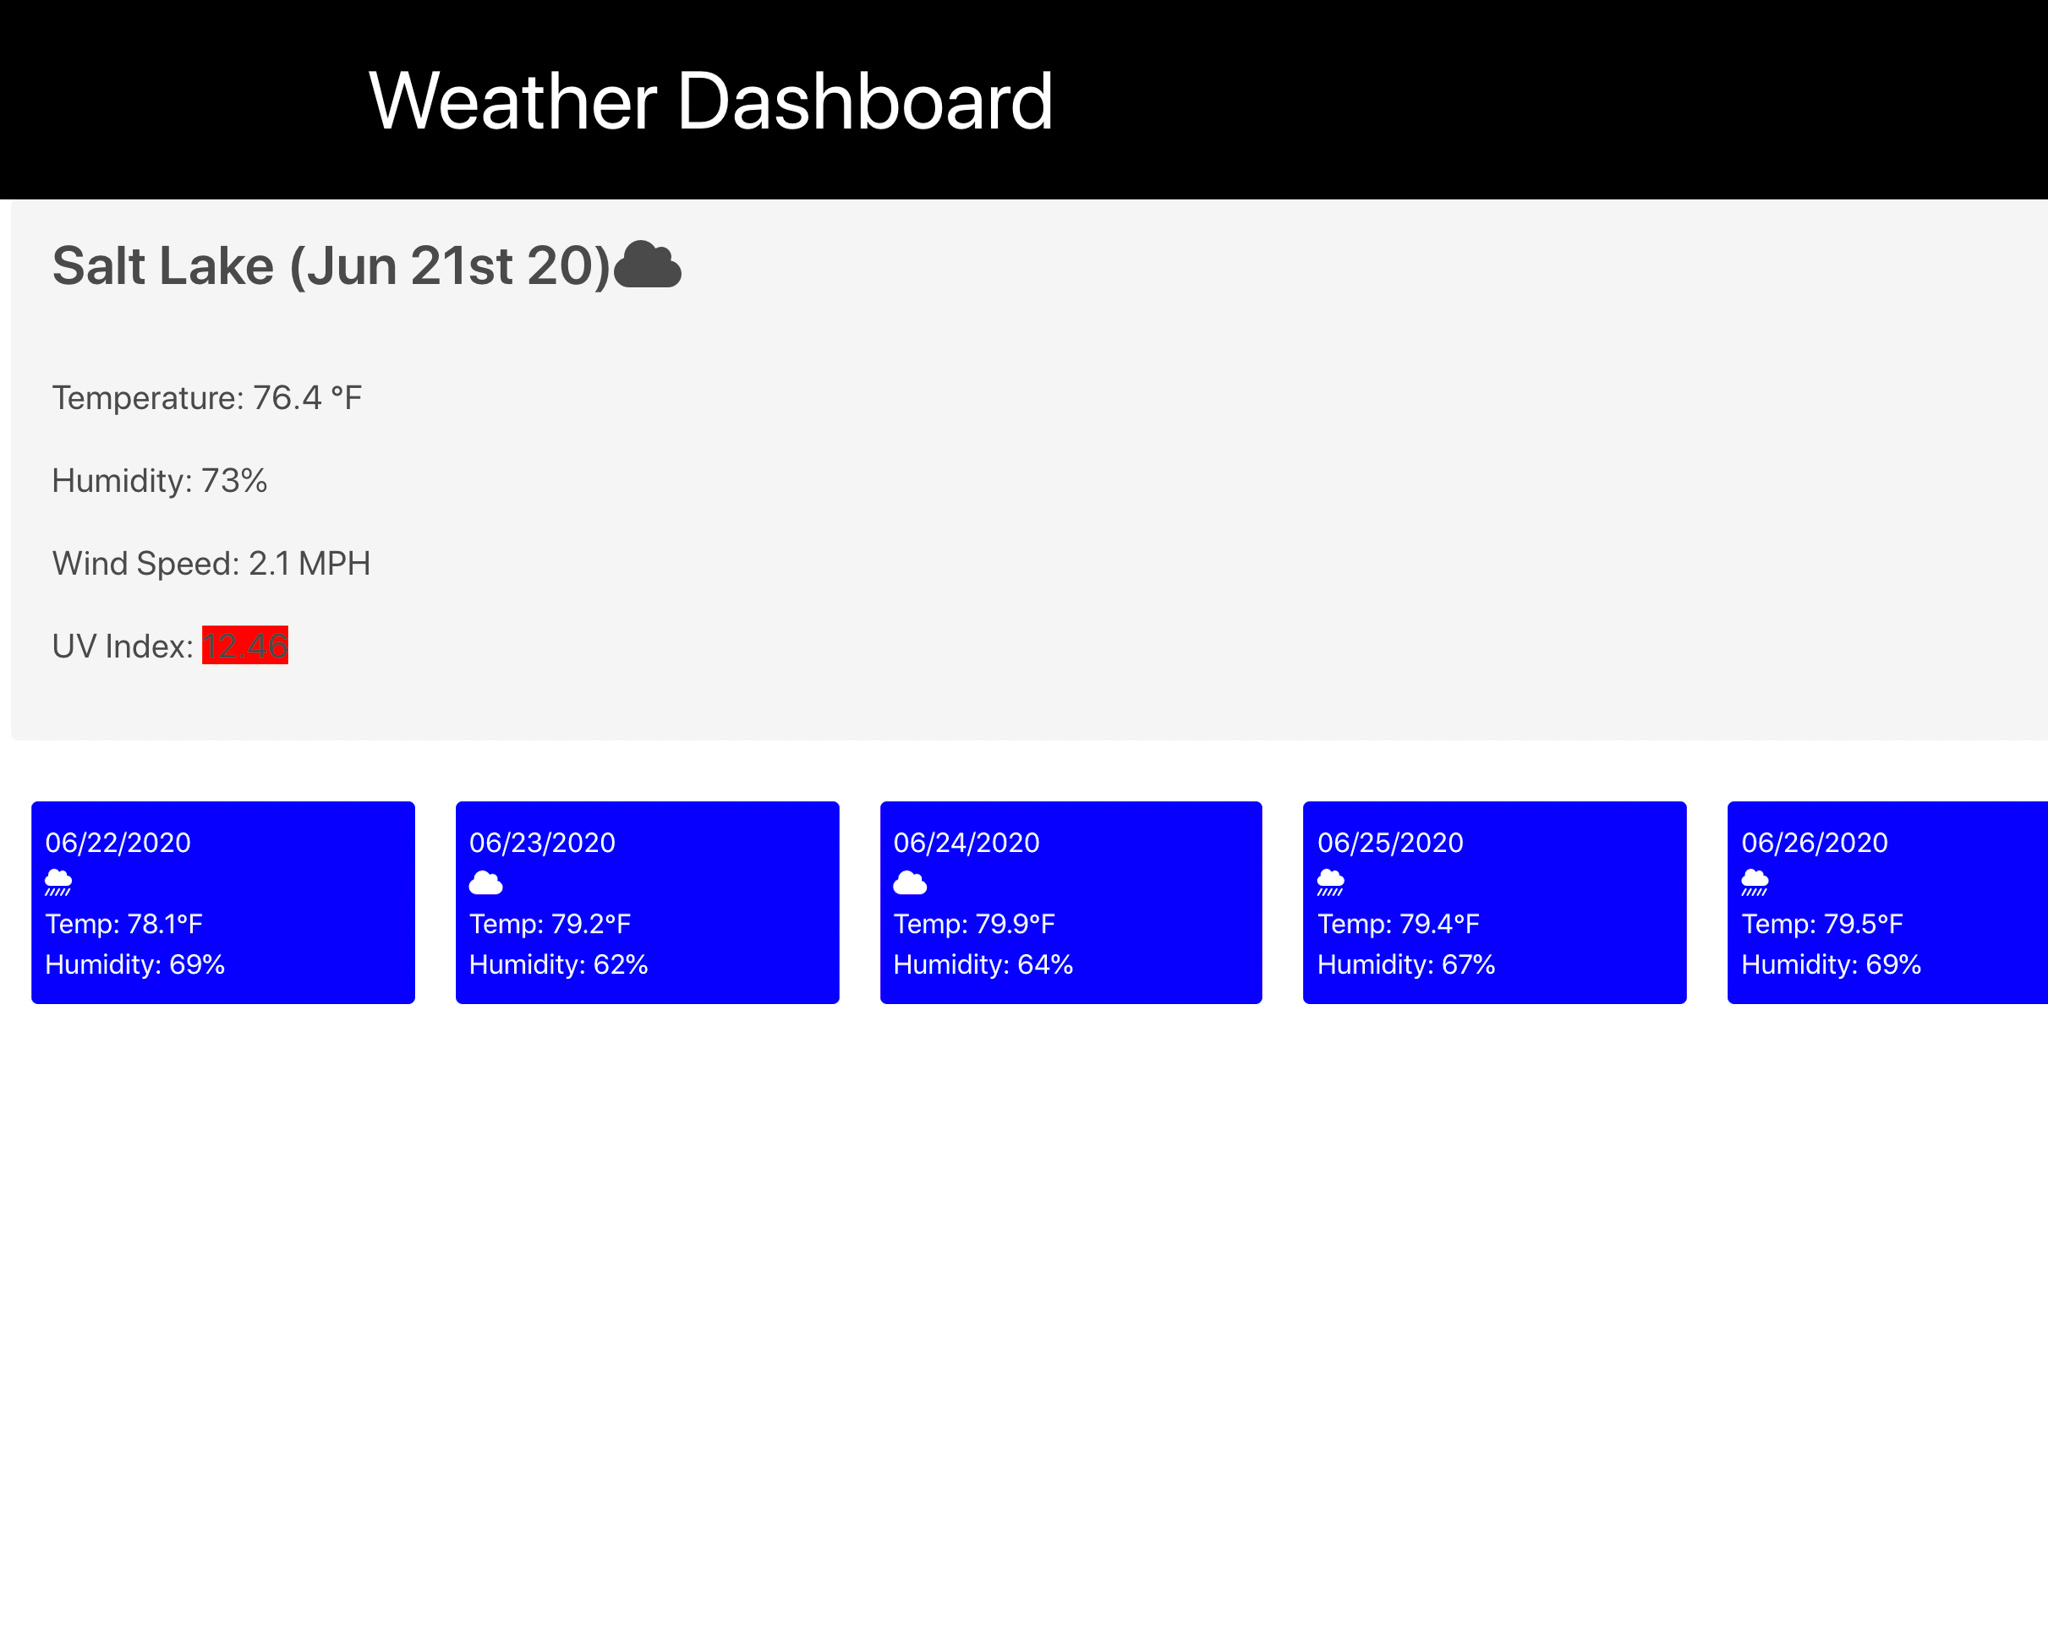 Weather Dashboard
Salt Lake (Jun 21st 20)
Temperature: 76.4 °F
Humidity: 73%
Wind Speed: 2.1 MPH
UV Index: 12.46
06/22/2020
Temp: 78.1°F
Humidity: 69%
06/23/2020
Temp: 79.2°F
Humidity: 62%
06/24/2020
Temp: 79.9°F
Humidity: 64%
06/25/2020
Temp: 79.4°F
Humidity: 67%
06/26/2020
Temp: 79.5°F
Humidity: 69%